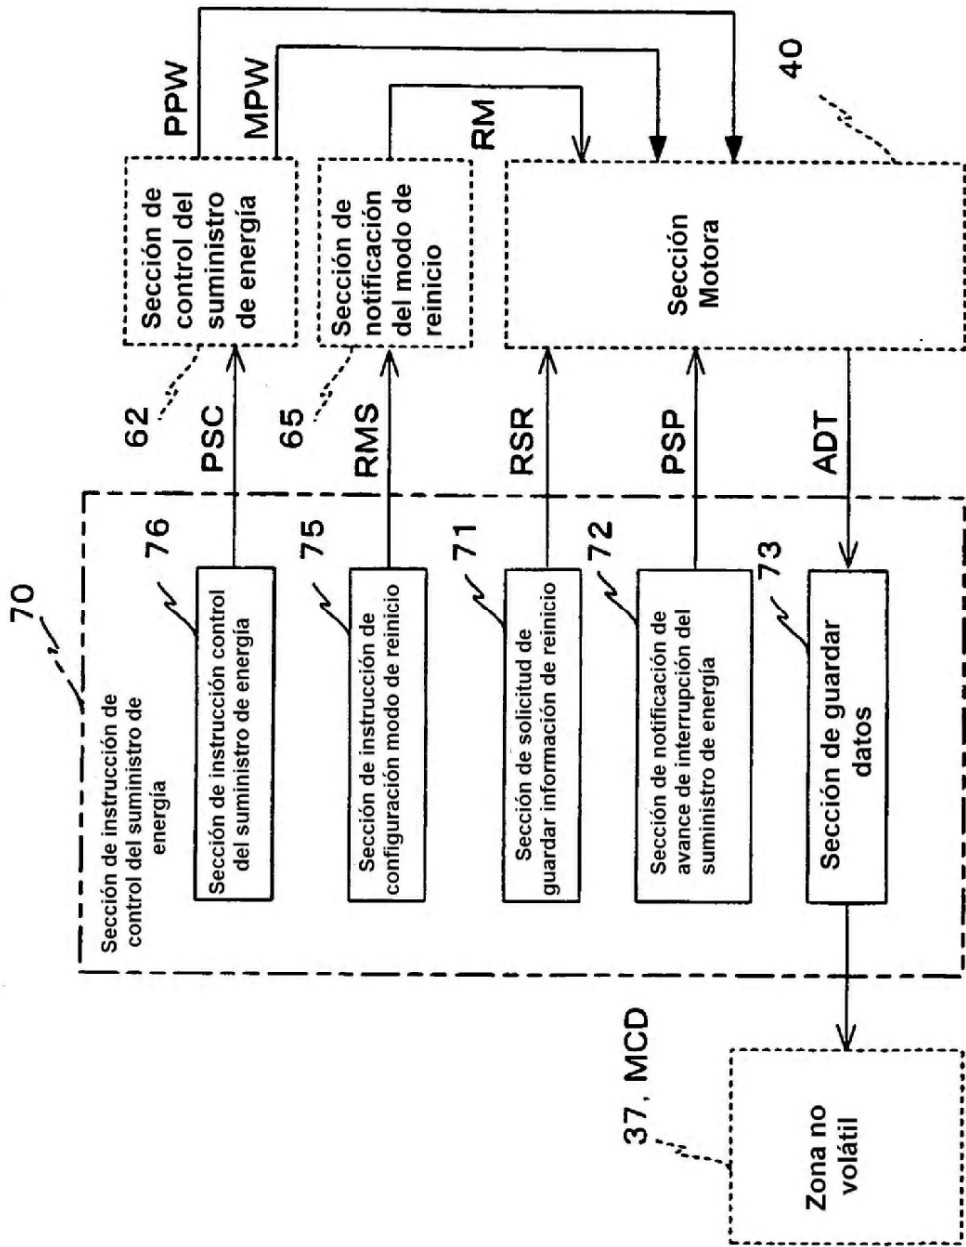 70
Sección de instrucción de
control del suministro de
energía
76
Sección de instrucción control
del suministro de energía
75
Sección de instrucción de
configuración modo de reinicio
71
Sección de solicitud de
guardar información de reinicio
72
Sección de notificación de
avance de interrupción del
suministro de energía
73
Sección de guardar
datos
PSC
RMS
RSR
PSP
ADT
62
Sección de
control del
suministro
de energía
65
Sección de
notificación
del modo de
reinicio
PPW
MPW
RM
40
Sección
Motora
37, MCD
Zona no
volátil